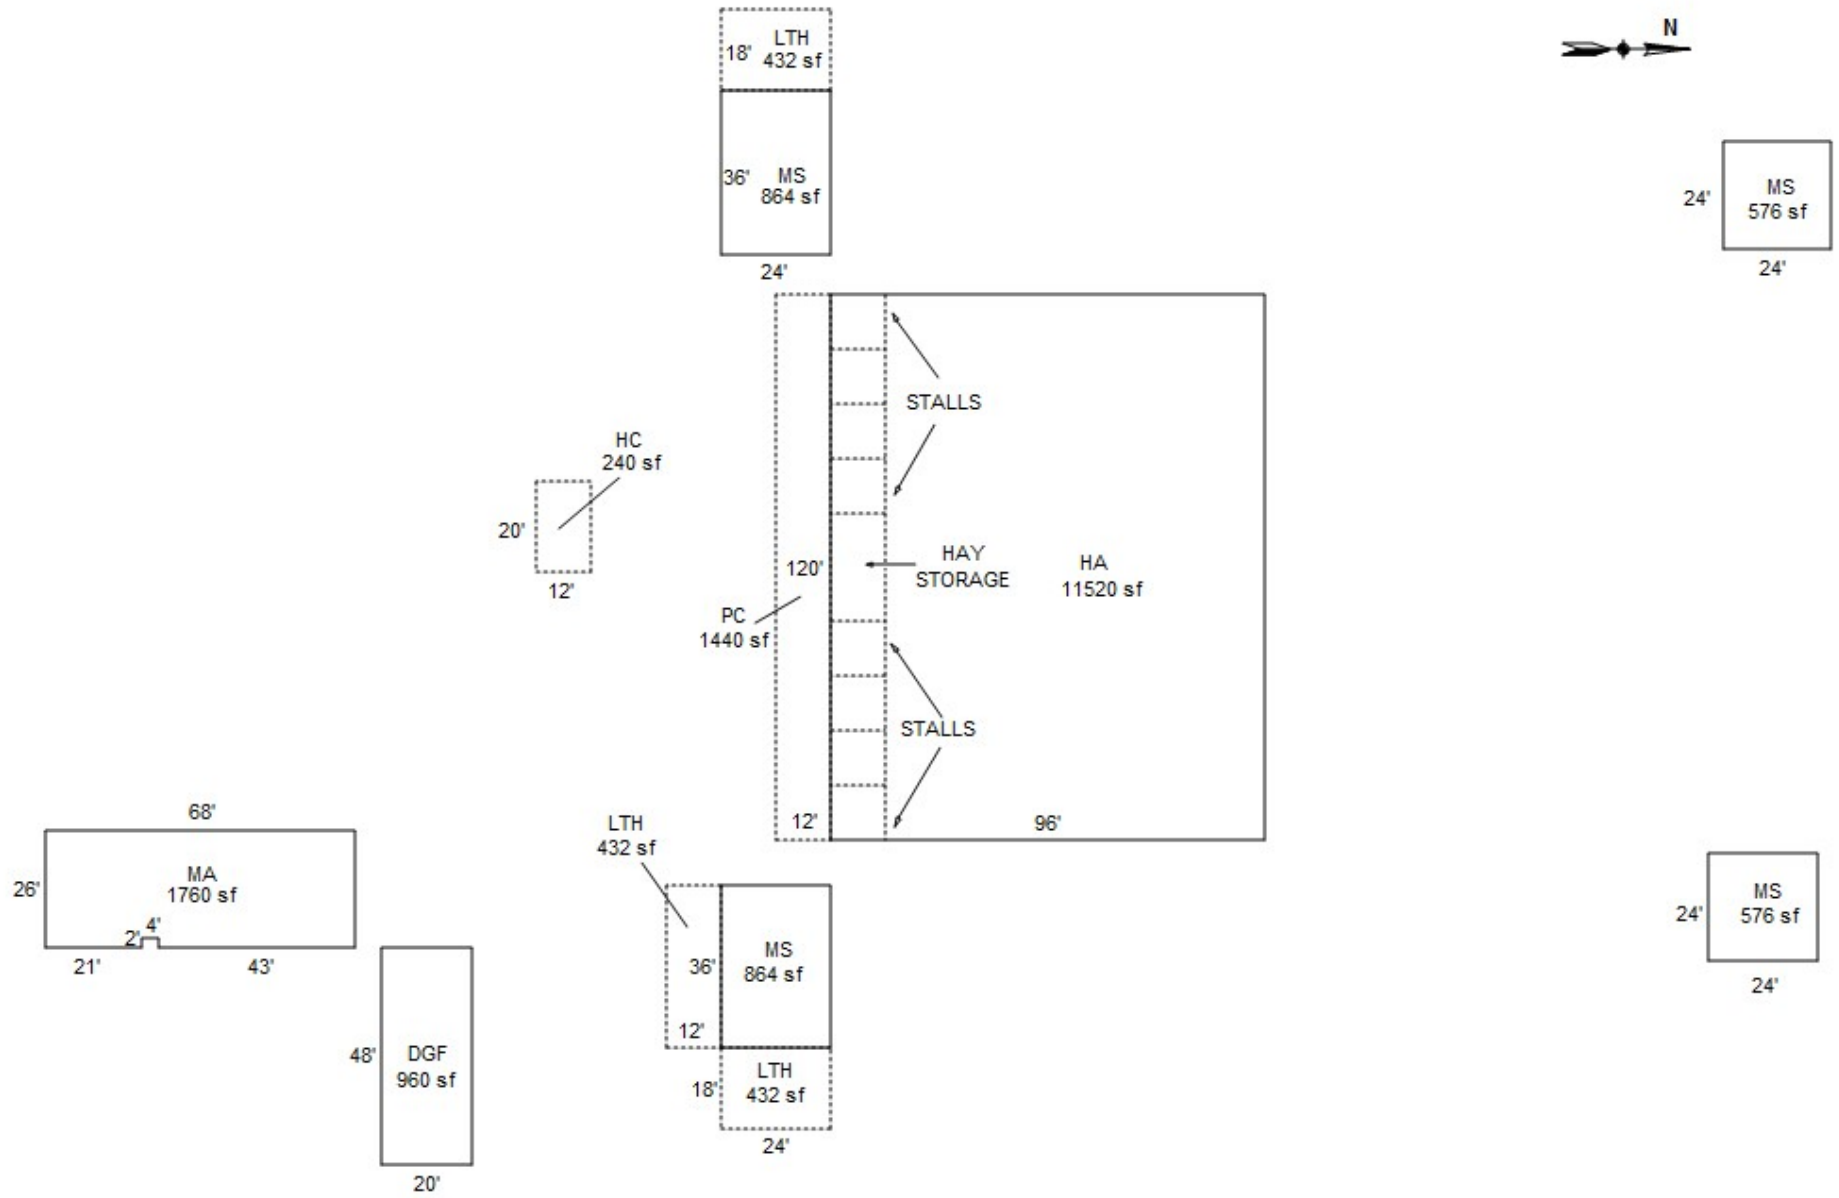 LTH
18'
432 sf
N
36'
MS
864 sf
24'
24'
MS
576 sf
24'
STALLS
HC
240 sf
20'
12'
120'
HAY
STORAGE
HA
11520 sf
PC
1440 sf
STALLS
12'
96'
68'
MA
1760 sf
26'
2'
4'
21'
43'
LTH
432 sf
36'
MS
864 sf
12'
24'
MS
576 sf
24'
48'
DGF
960 sf
20'
LTH
18'
432 sf
24'